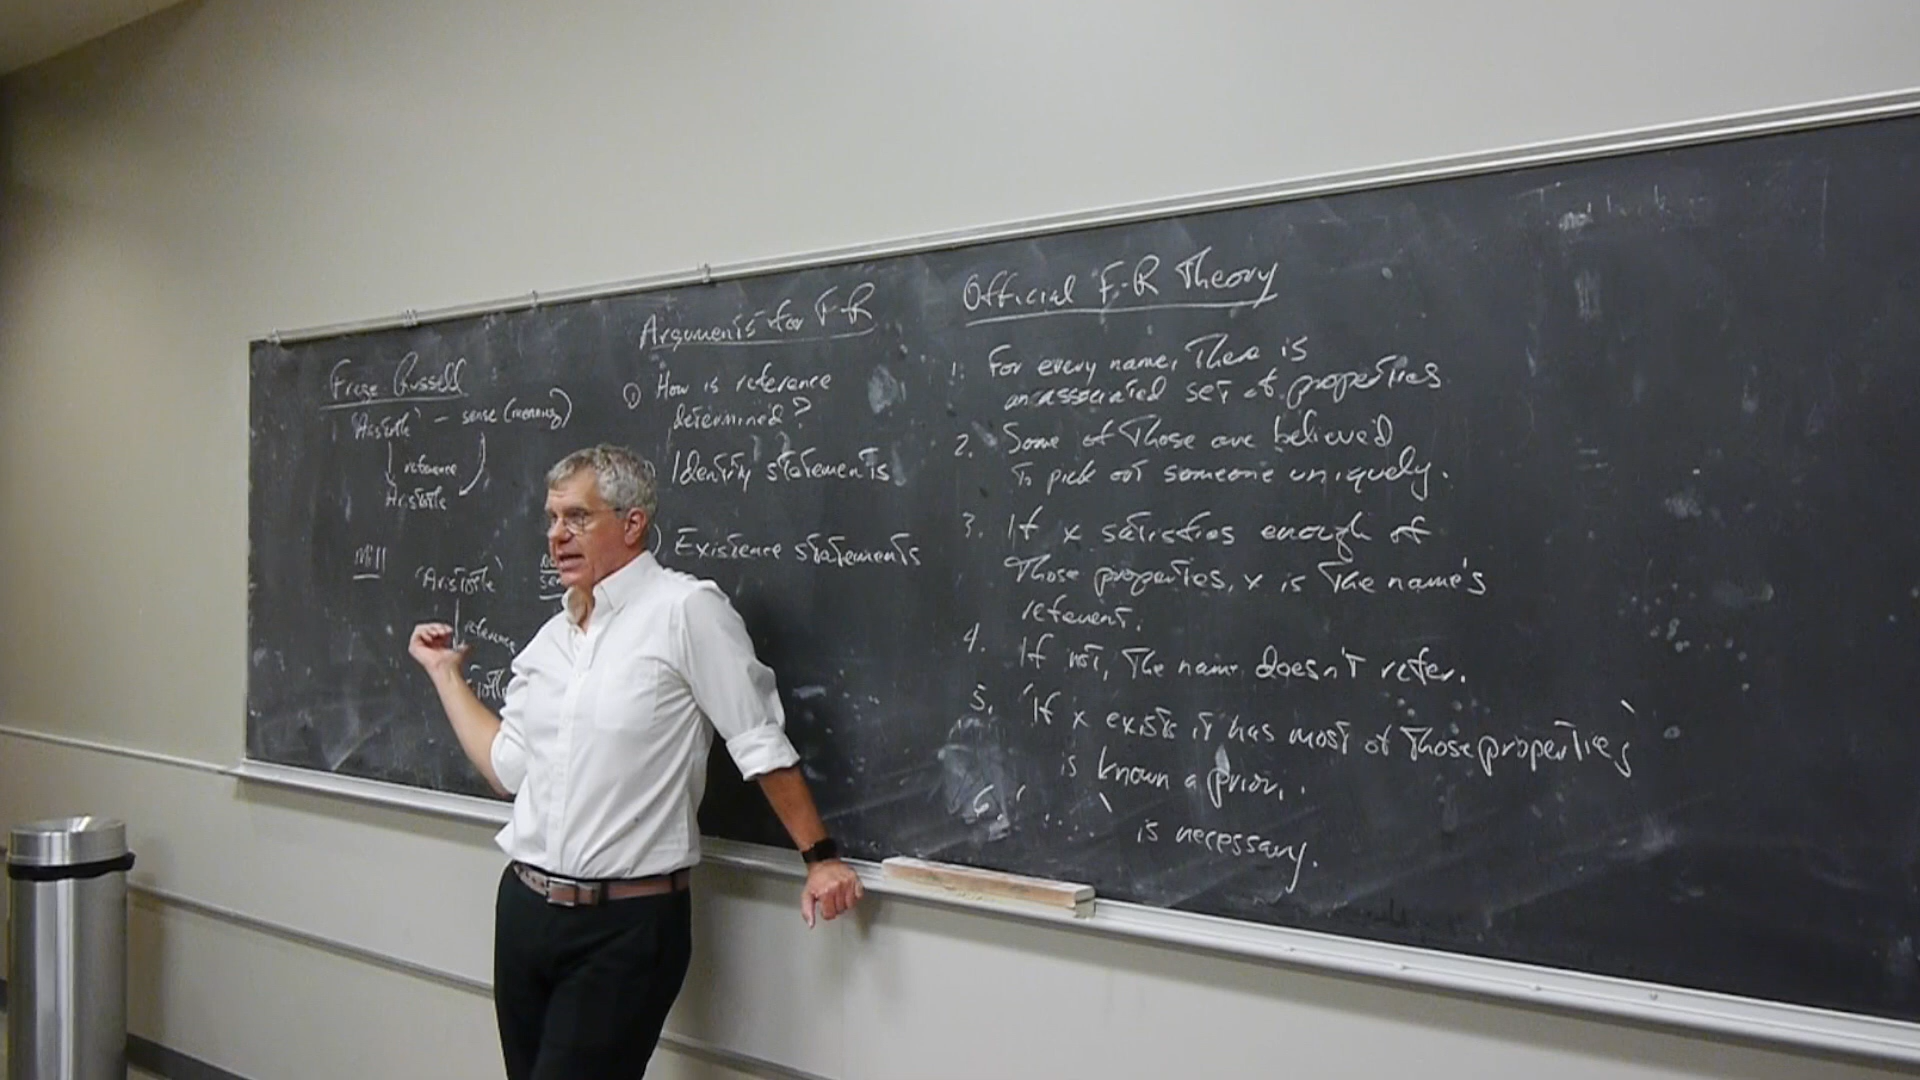 Frege Russell
'Aristotle' — sense (meaning)
reference
Aristotle
Mill
'Aristotle'
reference
Arguments for F-R
① How is reference
determined?
Identity statements
) Existence statements
Official F-R Theory
1. For every name, There is
an associated set of properties
2. Some of Those are believed
To pick out someone uniquely.
3. If x satisfies enough of
Those properties, x is The name's
referent.
4. If not, The name doesn't refer.
5. 'If x exists it has most of Those properties'
is known a priori.
6. '...'
is necessary.